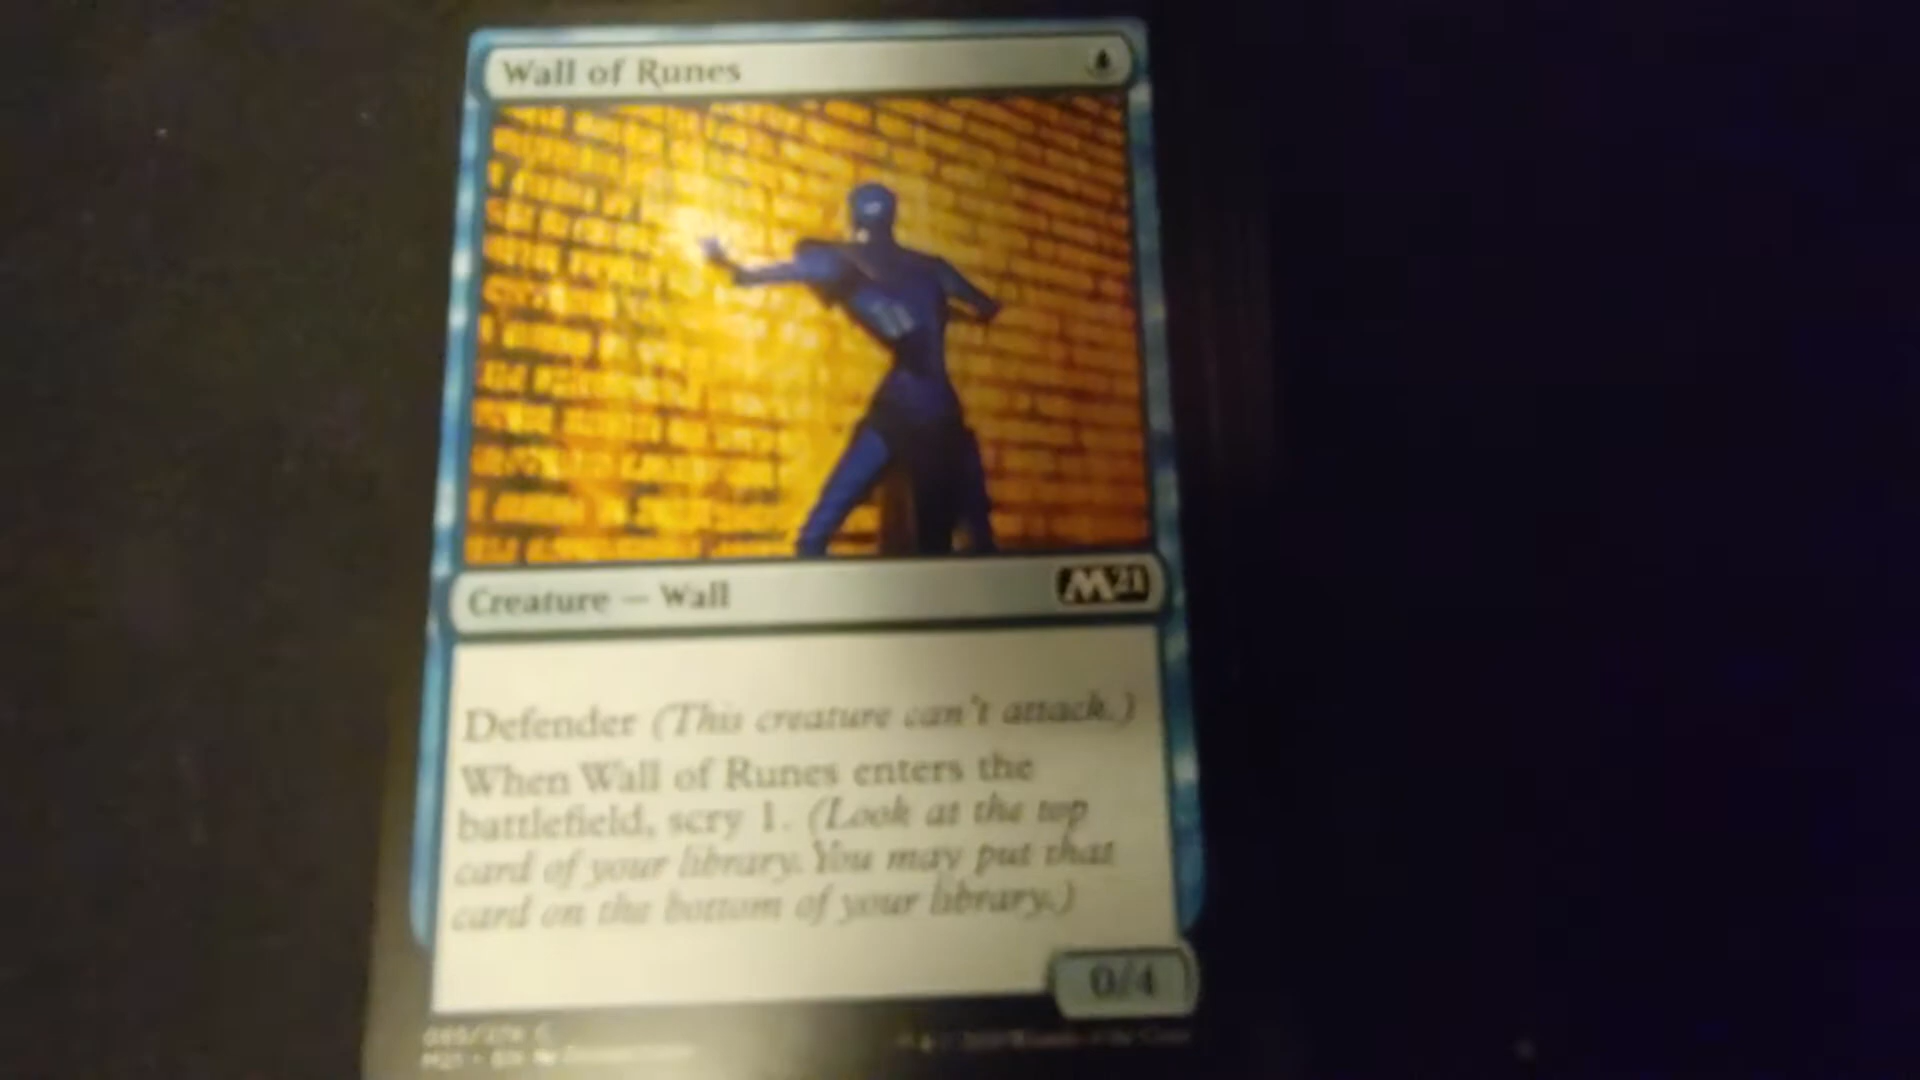 Wall of Runes
Creature — Wall
M21
Defender (This creature can't attack.)
When Wall of Runes enters the
battlefield, scry 1. (Look at the top
card of your library. You may put that
card on the bottom of your library.)
0/4
M21 • EN